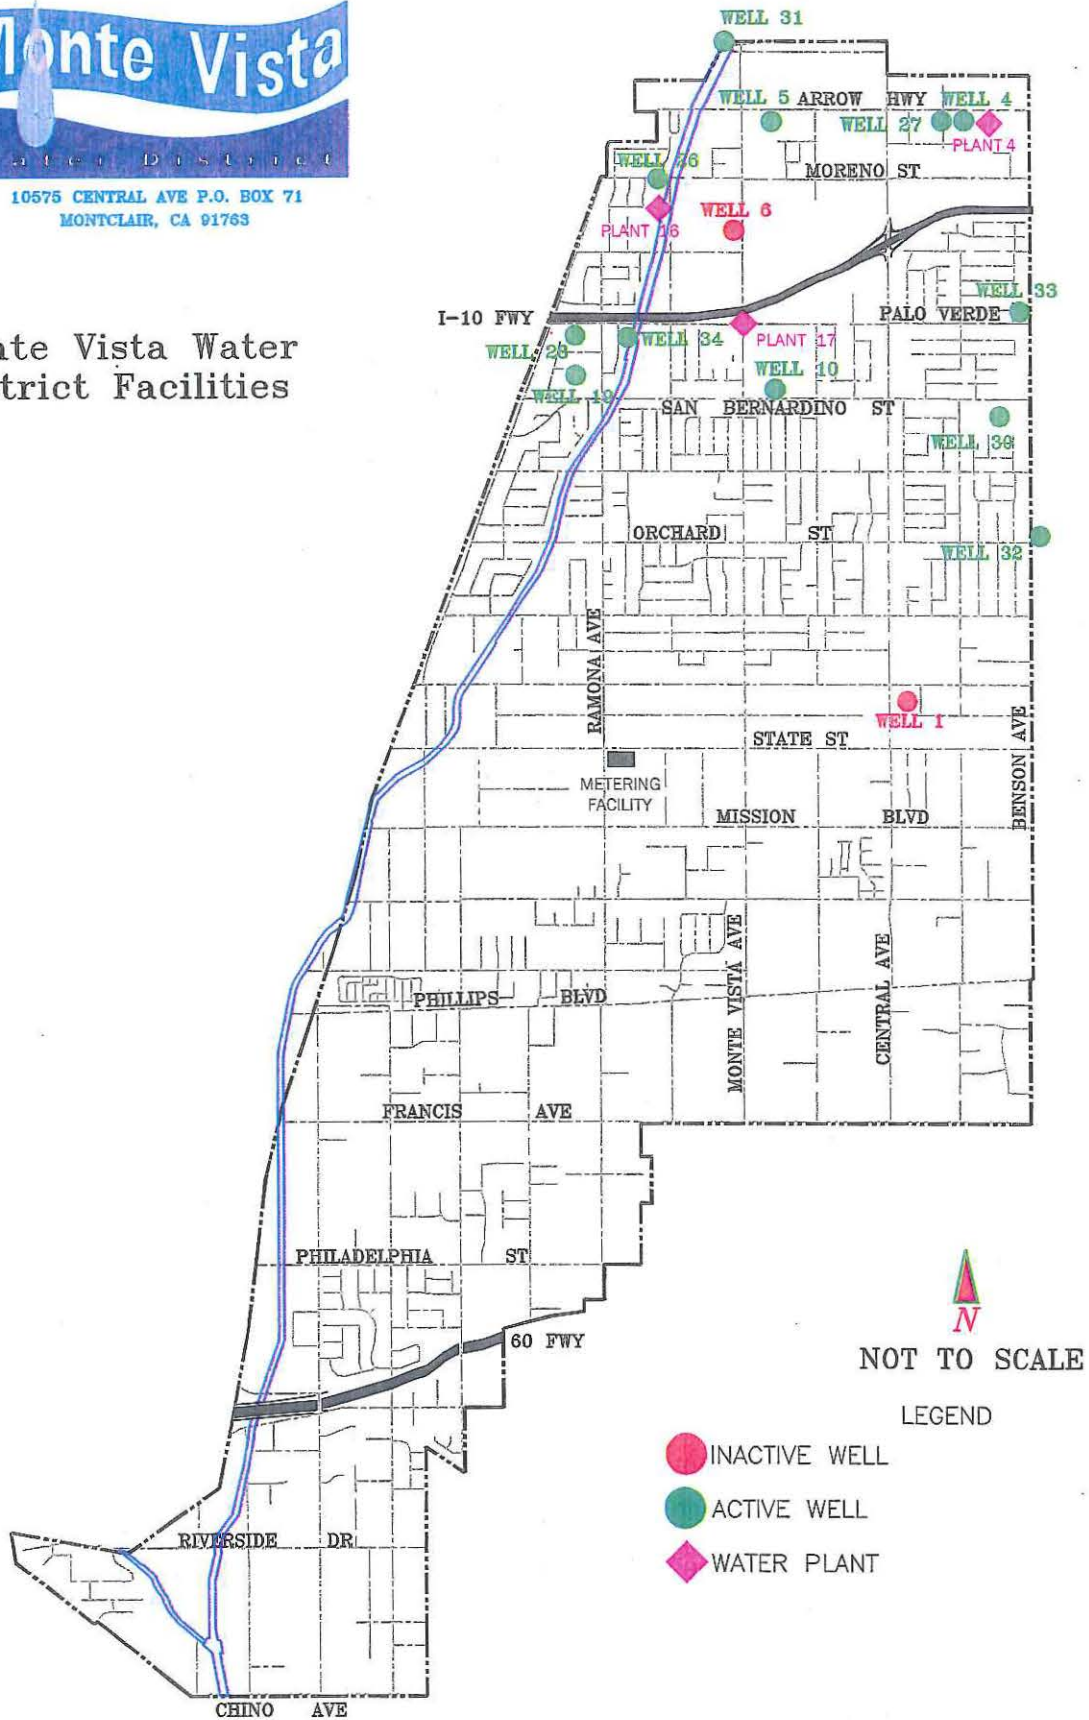 Monte Vista
Water District
10575 CENTRAL AVE P.O. BOX 71
MONTCLAIR, CA 91763
nte Vista Water
trict Facilities
WELL 31
WELL 5
ARROW HWY
WELL 4
WELL 27
PLANT 4
WELL 26
MORENO ST
PLANT 16
WELL 6
WELL 33
I-10 FWY
PALO VERDE
WELL 28
WELL 34
PLANT 17
WELL 10
WELL 19
SAN BERNARDINO ST
WELL 30
ORCHARD ST
WELL 32
RAMONA AVE
WELL 1
STATE ST
BENSON AVE
METERING
FACILITY
MISSION BLVD
MONTE VISTA AVE
CENTRAL AVE
PHILLIPS BLVD
FRANCIS AVE
PHILADELPHIA ST
60 FWY
N
NOT TO SCALE
LEGEND
INACTIVE WELL
ACTIVE WELL
WATER PLANT
RIVERSIDE DR
CHINO AVE